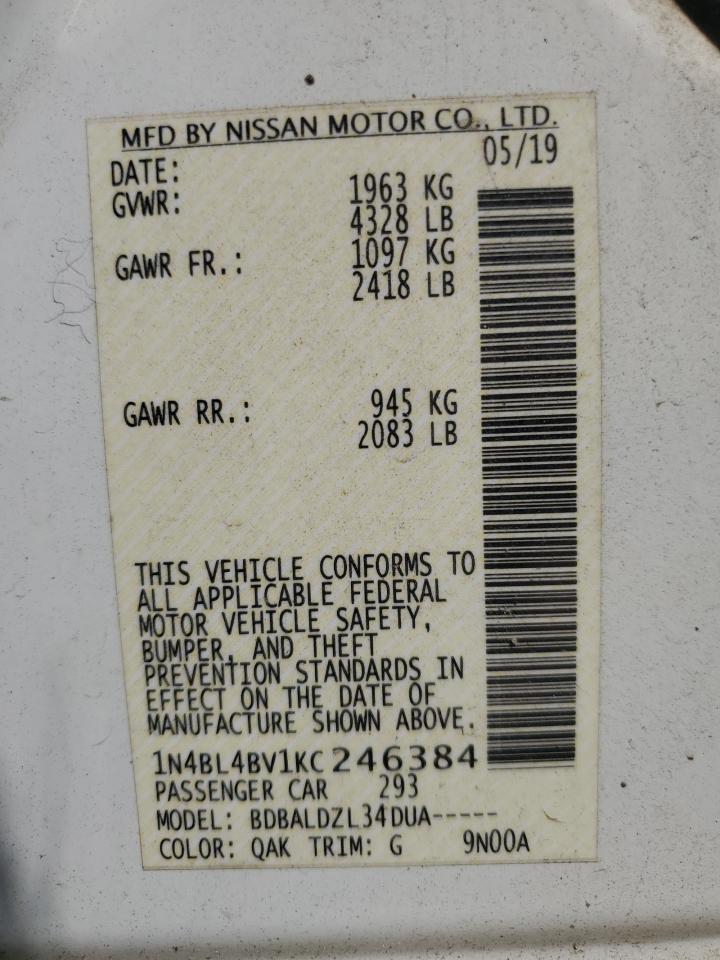 MFD BY NISSAN MOTOR CO., LTD.
DATE: 05/19
GVWR: 1963 KG
4328 LB
GAWR FR.: 1097 KG
2418 LB
GAWR RR.: 945 KG
2083 LB
THIS VEHICLE CONFORMS TO
ALL APPLICABLE FEDERAL
MOTOR VEHICLE SAFETY,
BUMPER, AND THEFT
PREVENTION STANDARDS IN
EFFECT ON THE DATE OF
MANUFACTURE SHOWN ABOVE.
1N4BL4BV1KC246384
PASSENGER CAR 293
MODEL: BDBALDZL34DUA-----
COLOR: QAK TRIM: G 9N00A